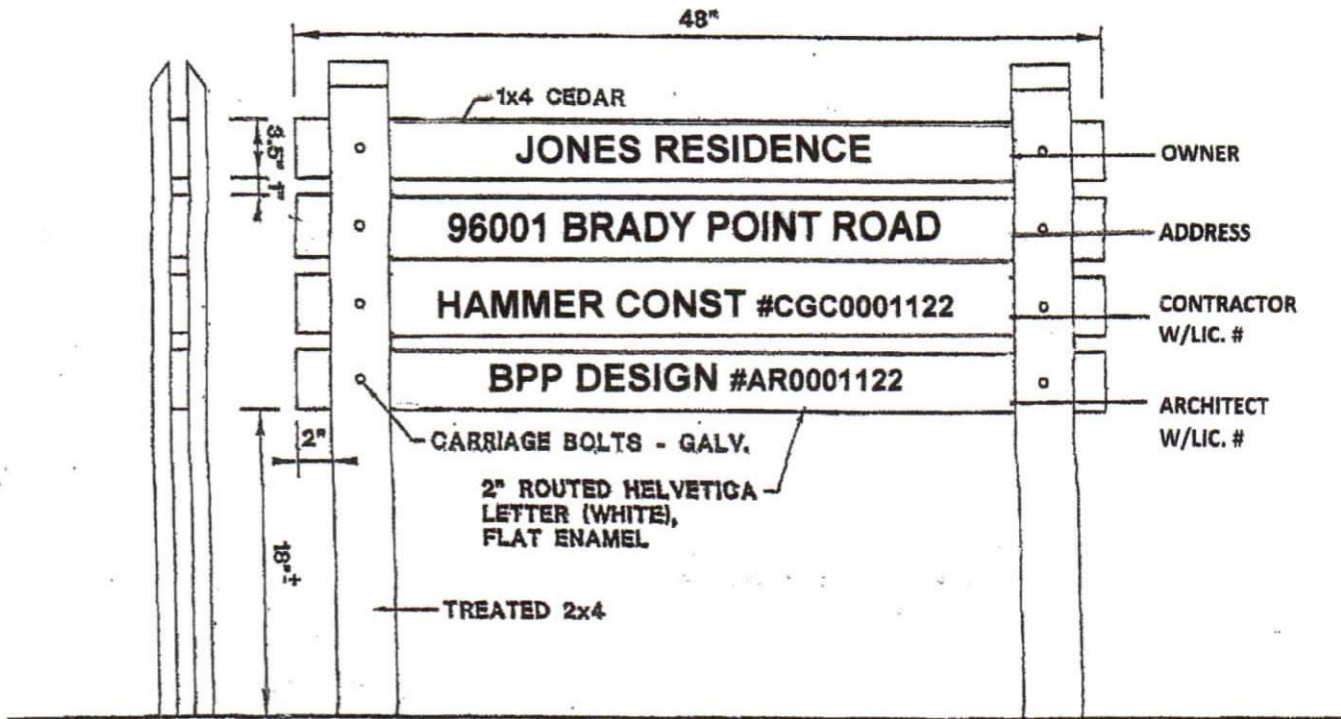 48"
1x4 CEDAR
3.5"
1"
JONES RESIDENCE
OWNER
96001 BRADY POINT ROAD
ADDRESS
HAMMER CONST #CGC0001122
CONTRACTOR
W/LIC. #
BPP DESIGN #AR0001122
ARCHITECT
W/LIC. #
2"
CARRIAGE BOLTS - GALV.
2" ROUTED HELVETICA
LETTER (WHITE),
FLAT ENAMEL
18"±
TREATED 2x4